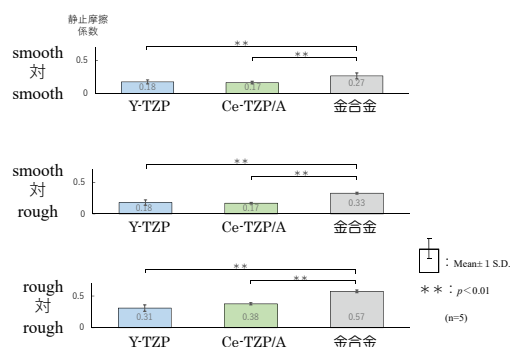 静止摩擦
係数
smooth
対
smooth
0.5
0
＊＊
＊＊
0.18 0.17 0.27
Y-TZP Ce-TZP/A 金合金
smooth
対
rough
0.5
0
＊＊
＊＊
0.18 0.17 0.33
Y-TZP Ce-TZP/A 金合金
rough
対
rough
0.5
0
＊＊
＊＊
0.31 0.38 0.57
Y-TZP Ce-TZP/A 金合金
：Mean± 1 S.D.
＊＊：p＜0.01
(n=5)